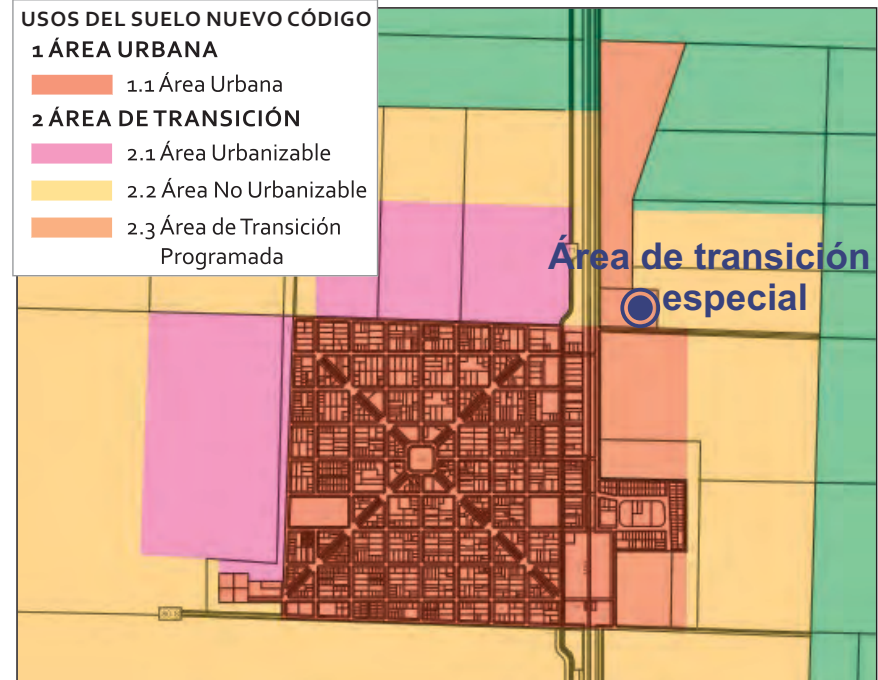 USOS DEL SUELO NUEVO CÓDIGO
1 ÁREA URBANA
1.1 Área Urbana
2 ÁREA DE TRANSICIÓN
2.1 Área Urbanizable
2.2 Área No Urbanizable
2.3 Área de Transición
Programada
Área de transición
especial